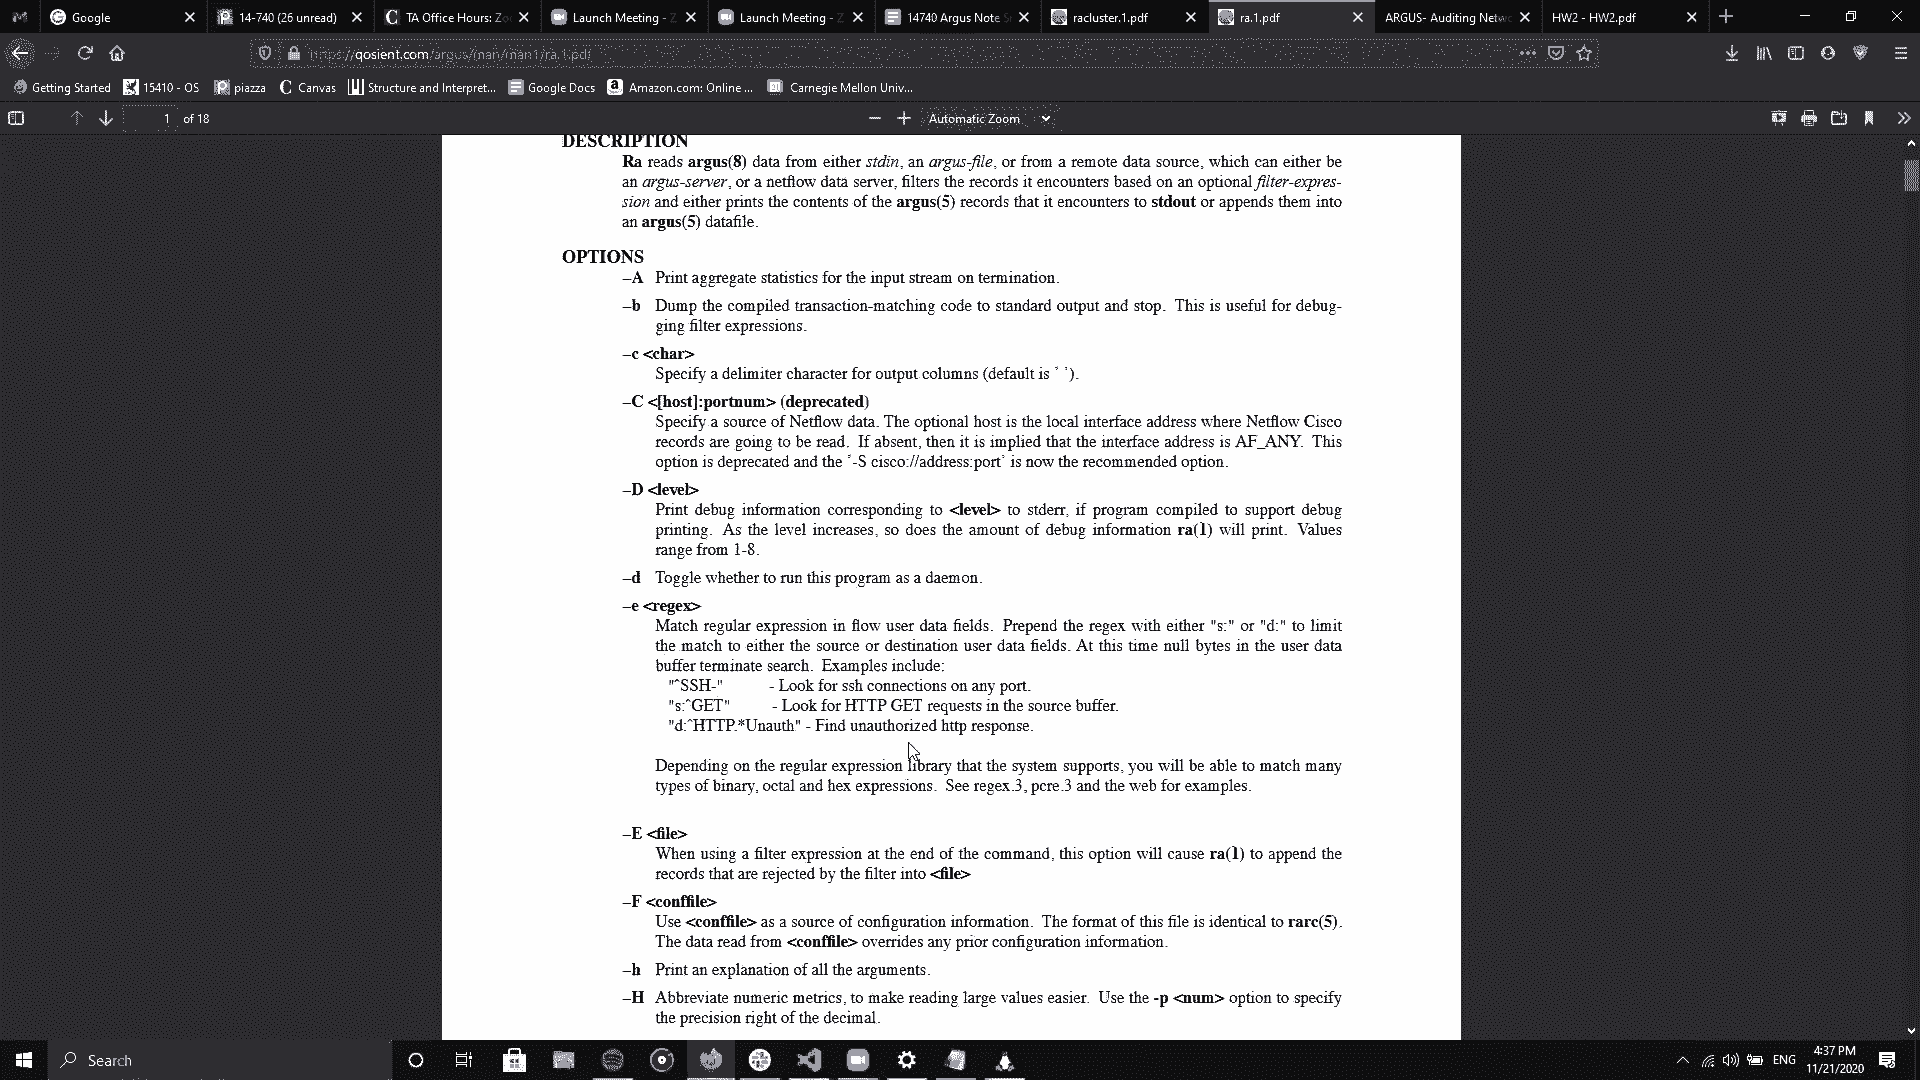 Google
14-740 (26 unread)
TA Office Hours: Zo
Launch Meeting - Z
Launch Meeting - Z
14740 Argus Note S
racluster.1.pdf
ra.1.pdf
ARGUS- Auditing Netwo
HW2 - HW2.pdf
https://qosient.com/argus/man/man1/ra.1.pdf
Getting Started
15410 - OS
piazza
Canvas
Structure and Interpret...
Google Docs
Amazon.com: Online ...
Carnegie Mellon Univ...
1 of 18
Automatic Zoom
DESCRIPTION
Ra reads argus(8) data from either stdin, an argus-file, or from a remote data source, which can either be
an argus-server, or a netflow data server, filters the records it encounters based on an optional filter-expres-
sion and either prints the contents of the argus(5) records that it encounters to stdout or appends them into
an argus(5) datafile.
OPTIONS
–A Print aggregate statistics for the input stream on termination.
–b Dump the compiled transaction-matching code to standard output and stop. This is useful for debug-
ging filter expressions.
–c <char>
Specify a delimiter character for output columns (default is ' ').
–C <[host]:portnum> (deprecated)
Specify a source of Netflow data. The optional host is the local interface address where Netflow Cisco
records are going to be read. If absent, then it is implied that the interface address is AF_ANY. This
option is deprecated and the '-S cisco://address:port' is now the recommended option.
–D <level>
Print debug information corresponding to <level> to stderr, if program compiled to support debug
printing. As the level increases, so does the amount of debug information ra(1) will print. Values
range from 1-8.
–d Toggle whether to run this program as a daemon.
–e <regex>
Match regular expression in flow user data fields. Prepend the regex with either "s:" or "d:" to limit
the match to either the source or destination user data fields. At this time null bytes in the user data
buffer terminate search. Examples include:
"^SSH-" - Look for ssh connections on any port.
"s:^GET" - Look for HTTP GET requests in the source buffer.
"d:^HTTP.*Unauth" - Find unauthorized http response.
Depending on the regular expression library that the system supports, you will be able to match many
types of binary, octal and hex expressions. See regex.3, pcre.3 and the web for examples.
–E <file>
When using a filter expression at the end of the command, this option will cause ra(1) to append the
records that are rejected by the filter into <file>
–F <conffile>
Use <conffile> as a source of configuration information. The format of this file is identical to rarc(5).
The data read from <conffile> overrides any prior configuration information.
–h Print an explanation of all the arguments.
–H Abbreviate numeric metrics, to make reading large values easier. Use the -p <num> option to specify
the precision right of the decimal.
Search
ENG
4:37 PM
11/21/2020